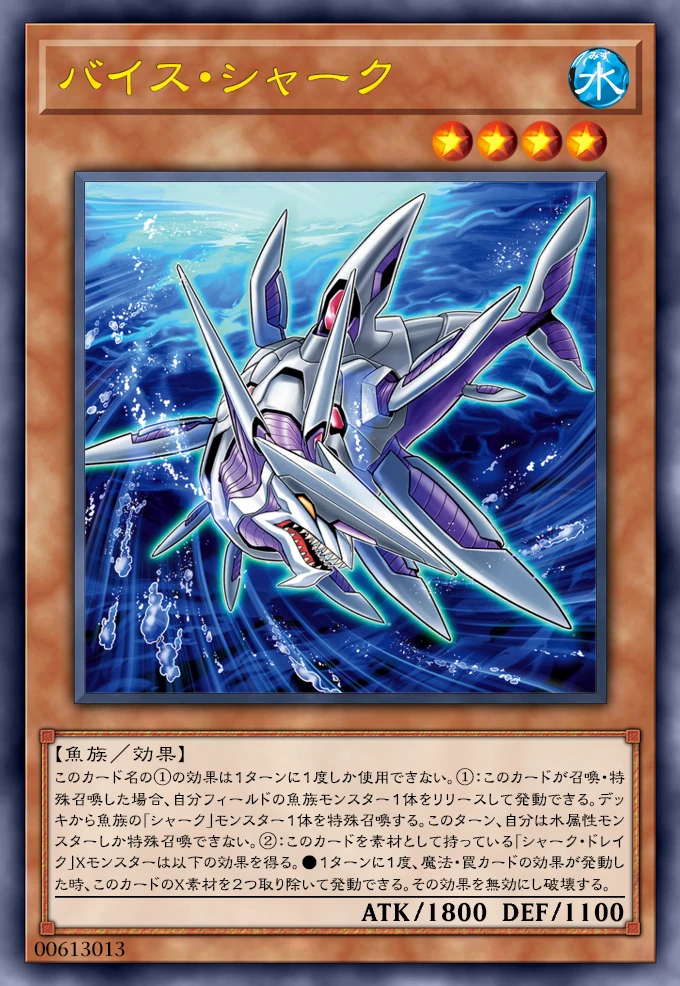 バイス・シャーク
みず
水
【魚族／効果】
このカード名の①の効果は1ターンに1度しか使用できない。①:このカードが召喚・特
殊召喚した場合、自分フィールドの魚族モンスター1体をリリースして発動できる。デッ
キから魚族の「シャーク」モンスター1体を特殊召喚する。このターン、自分は水属性モン
スターしか特殊召喚できない。②:このカードを素材として持っている「シャーク・ドレイ
ク」Xモンスターは以下の効果を得る。●1ターンに1度、魔法・罠カードの効果が発動し
た時、このカードのX素材を2つ取り除いて発動できる。その効果を無効にし破壊する。
ATK/1800 DEF/1100
00613013